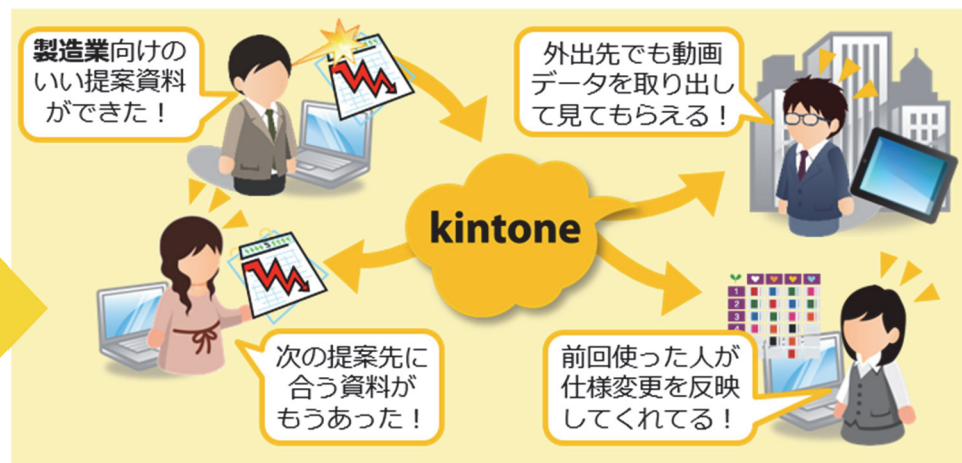 製造業向けの
いい提案資料
ができた！
外出先でも動画
データを取り出し
て見てもらえる！
kintone
次の提案先に
合う資料が
もうあった！
前回使った人が
仕様変更を反映
してくれてる！
1
2
3